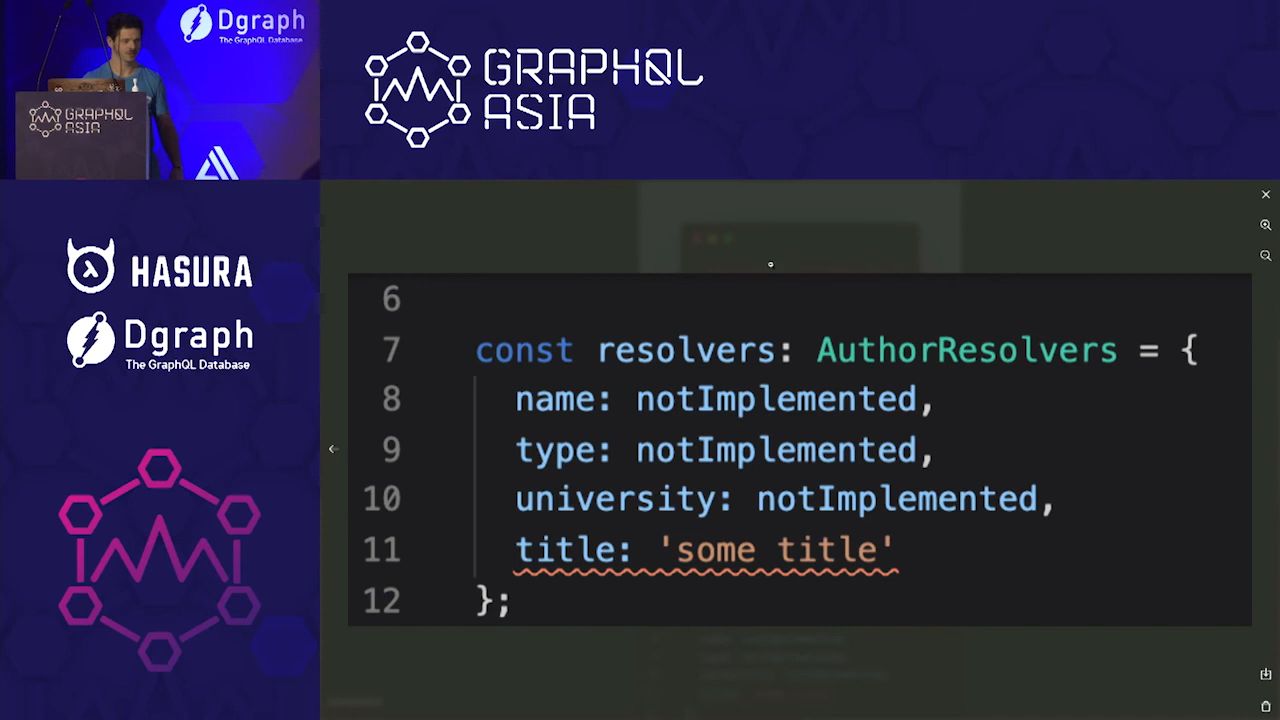 Dgraph
The GraphQL Database
GRAPHQL
ASIA
GRAPHQL
ASIA
HASURA
Dgraph
The GraphQL Database
6
7 const resolvers: AuthorResolvers = {
8 name: notImplemented,
9 type: notImplemented,
10 university: notImplemented,
11 title: 'some title'
12 };